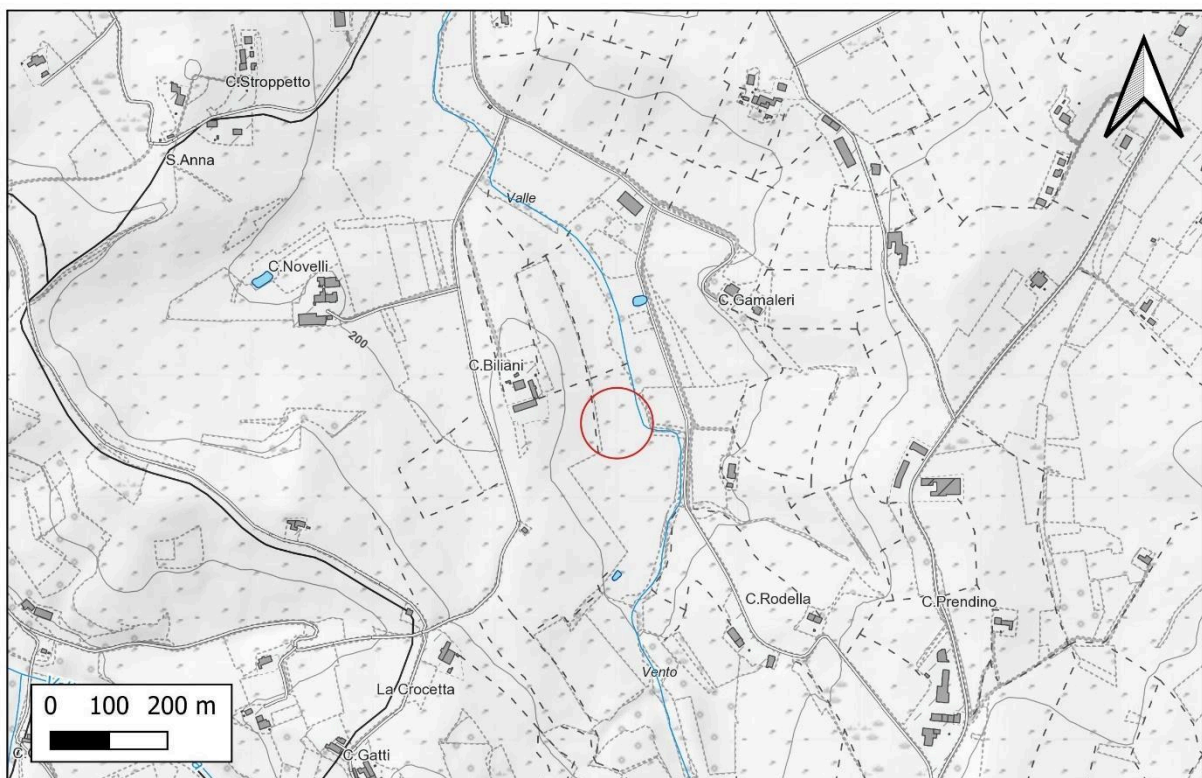 C.Stroppetto
S.Anna
Valle
C.Novelli
C.Gamaleri
200
C.Biliani
C.Rodella
C.Prendino
Vento
La Crocetta
C.Gatti
0 100 200 m